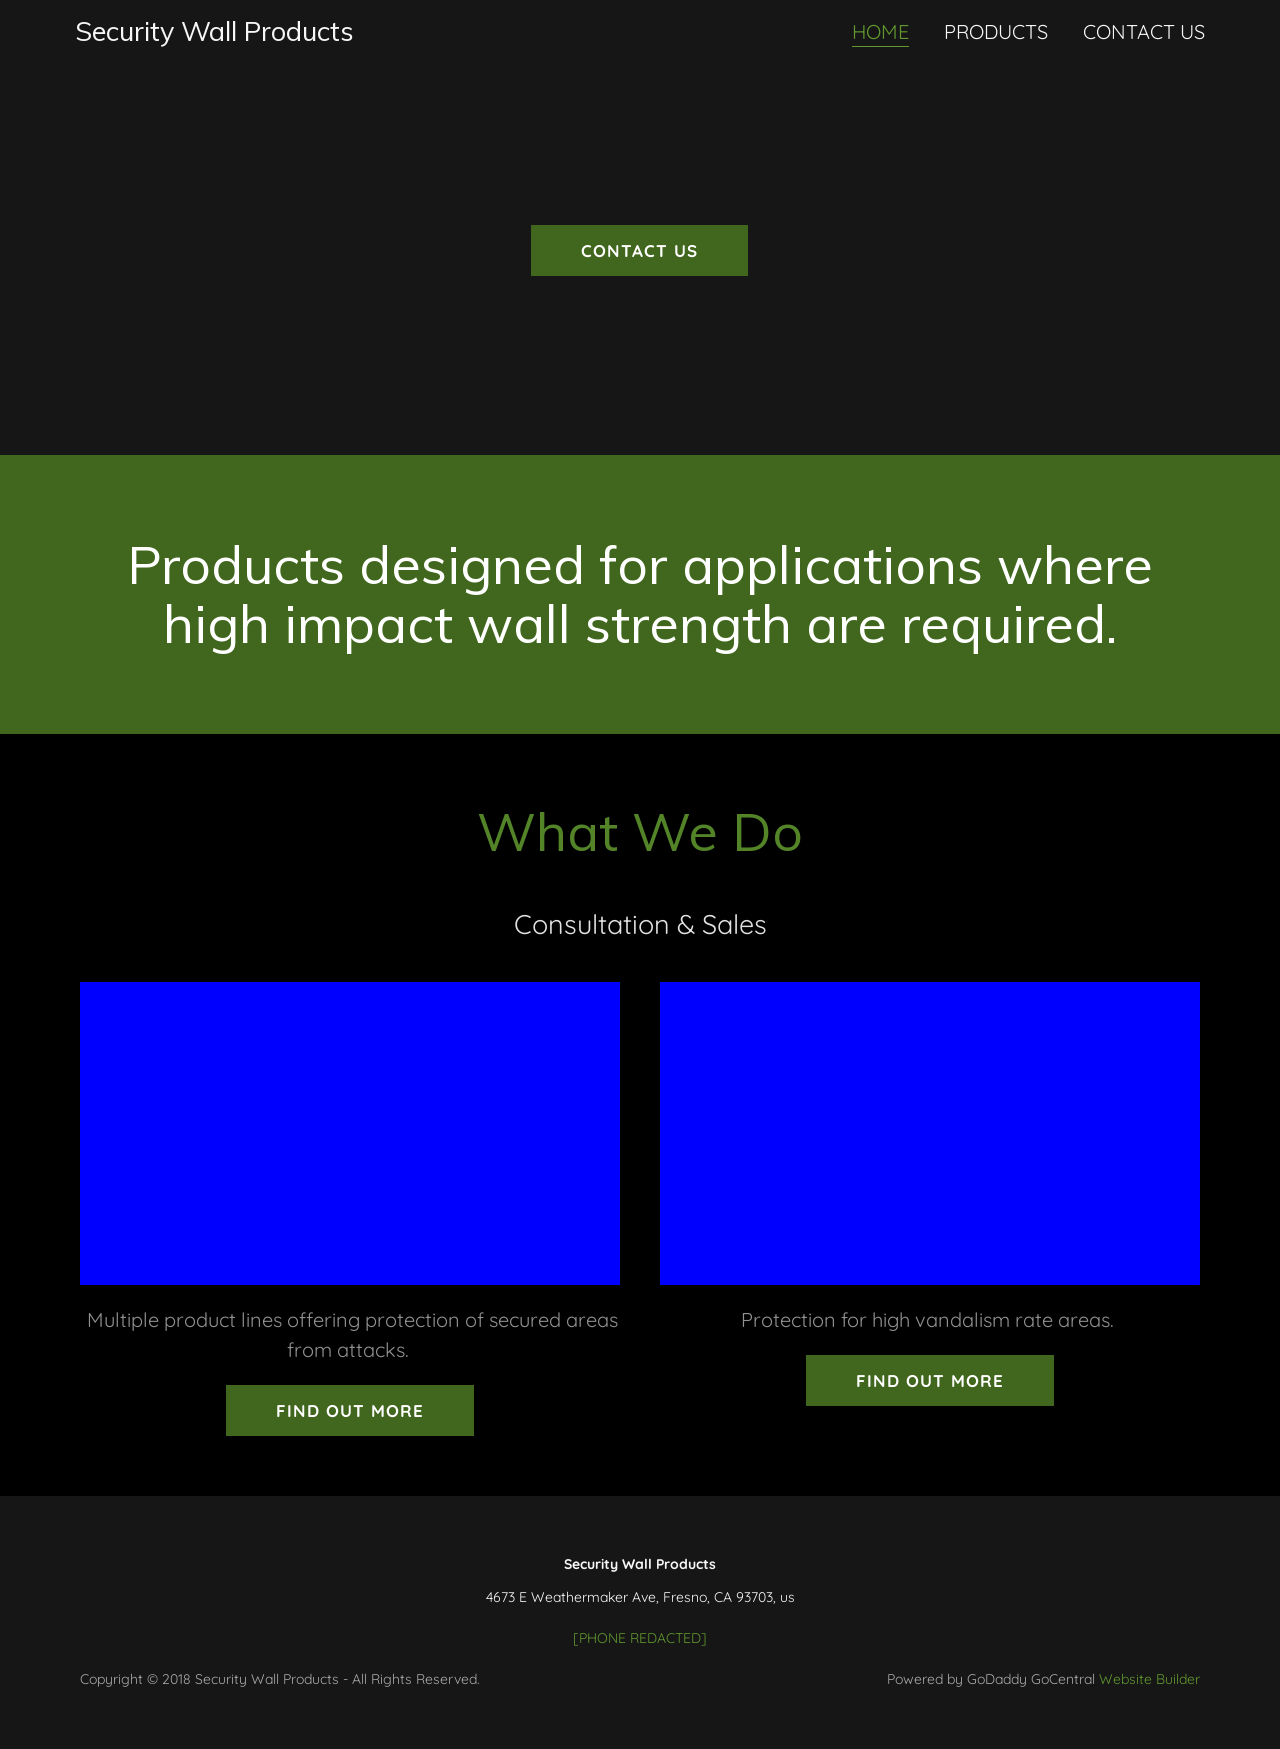 Security Wall Products
HOME
PRODUCTS
CONTACT US
CONTACT US
Products designed for applications where
high impact wall strength are required.
What We Do
Consultation & Sales
Multiple product lines offering protection of secured areas
from attacks.
FIND OUT MORE
Protection for high vandalism rate areas.
FIND OUT MORE
Security Wall Products
4673 E Weathermaker Ave, Fresno, CA 93703, us
[PHONE REDACTED]
Copyright © 2018 Security Wall Products - All Rights Reserved.
Powered by GoDaddy GoCentral Website Builder